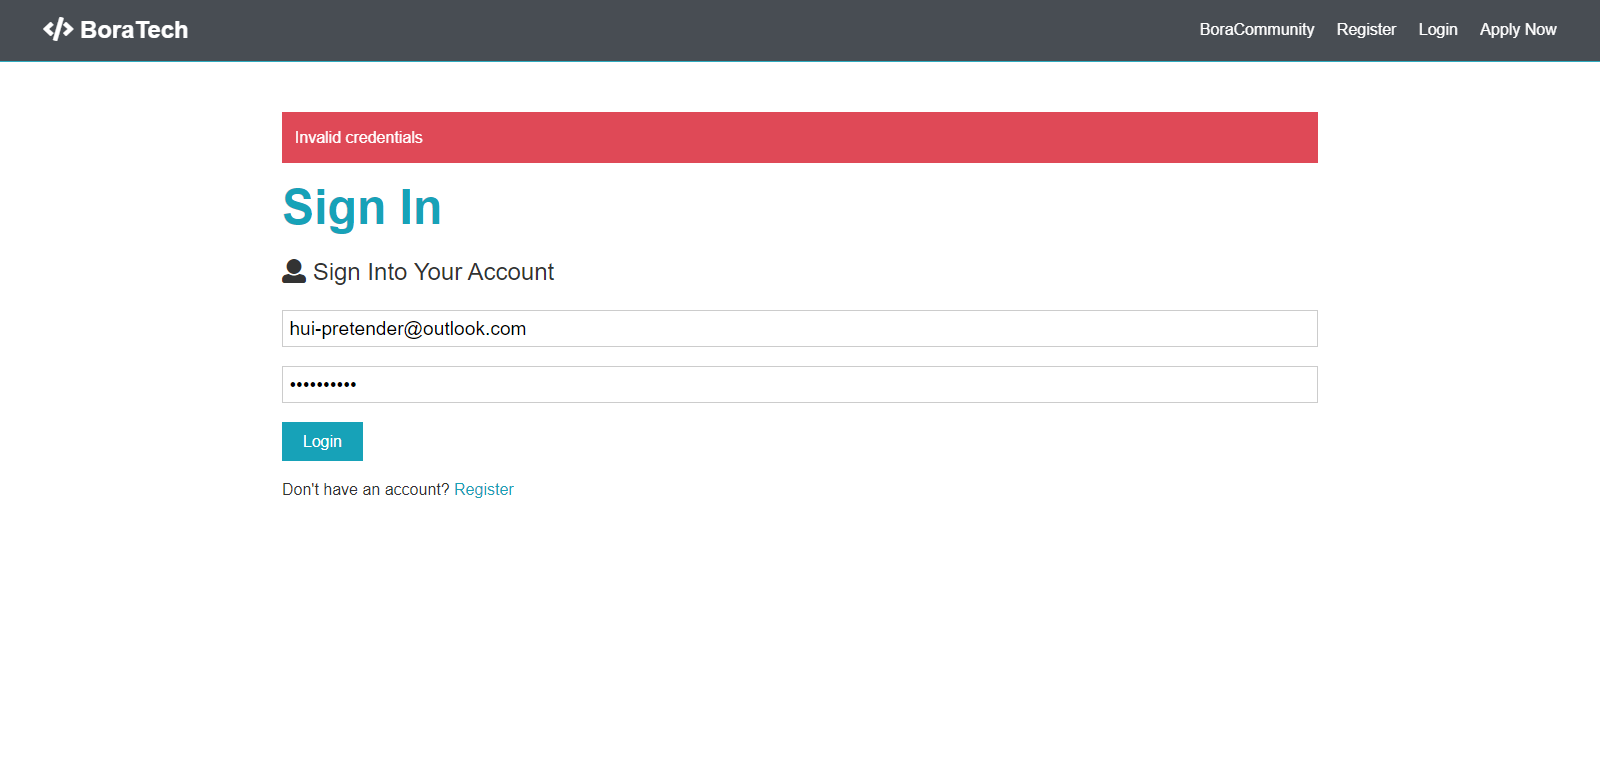 BoraTech
BoraCommunity Register Login Apply Now
Invalid credentials
Sign In
Sign Into Your Account
hui-pretender@outlook.com
••••••••••
Login
Don't have an account? Register